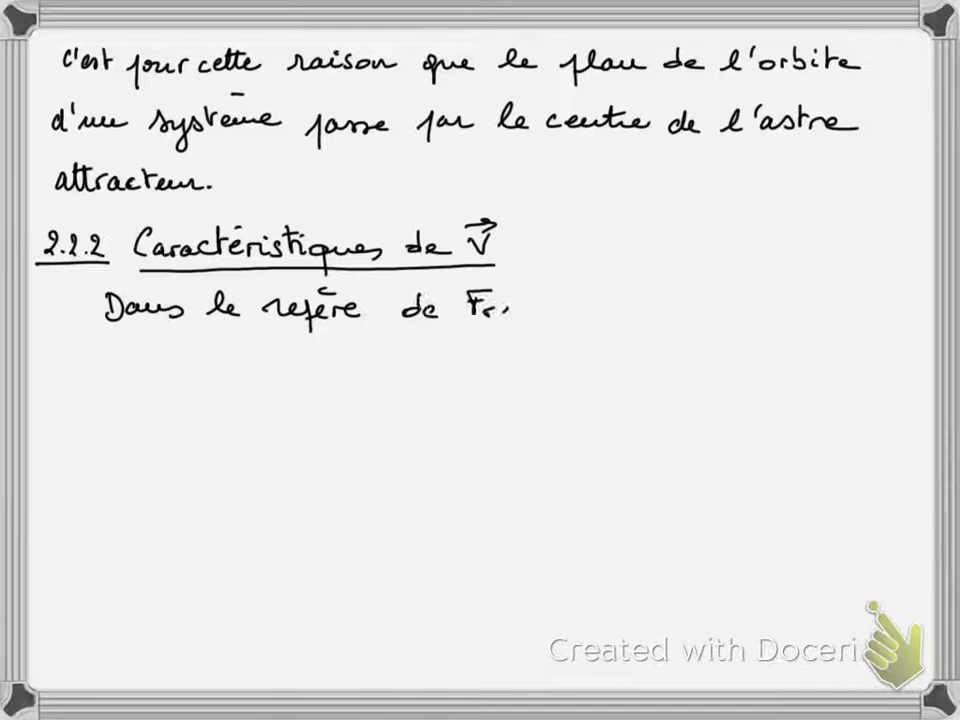 c'est pour cette raison que le plan de l'orbite
d'un système passe par le centre de l'astre
attracteur.
2.2.2 Caractéristiques de V⃗
Dans le repère de Fr
Created with Doceri